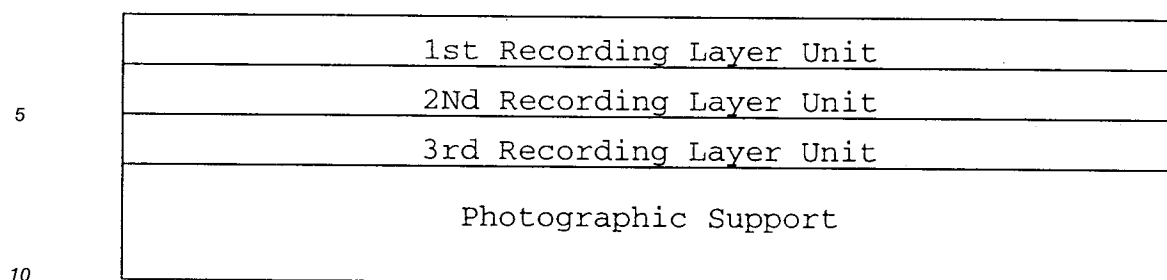 1st Recording Layer Unit
5
2Nd Recording Layer Unit
3rd Recording Layer Unit
Photographic Support
10